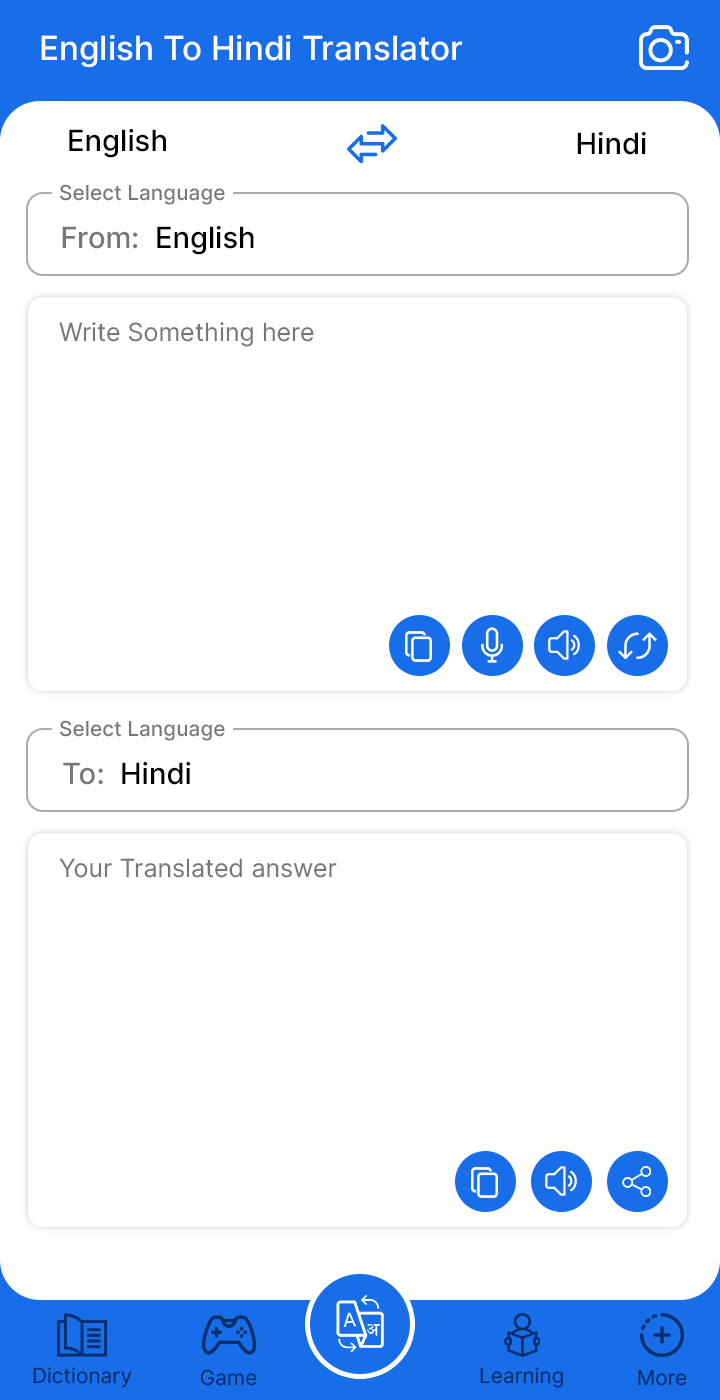 English To Hindi Translator
English
Hindi
Select Language
From: English
Write Something here
Select Language
To: Hindi
Your Translated answer
A
अ
Dictionary
Game
Learning
More